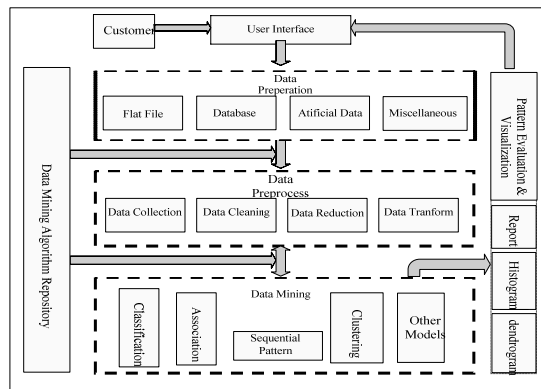 Customer
User Interface
Data
Preperation
Flat File
Database
Atificial Data
Miscellaneous
Data
Preprocess
Data Collection
Data Cleaning
Data Reduction
Data Tranform
Data Mining
Classification
Association
Sequential
Pattern
Clustering
Other
Models
Data Mining Algorithm Repository
Pattern Evaluation &
Visualization
Report
Histogram
dendrogram